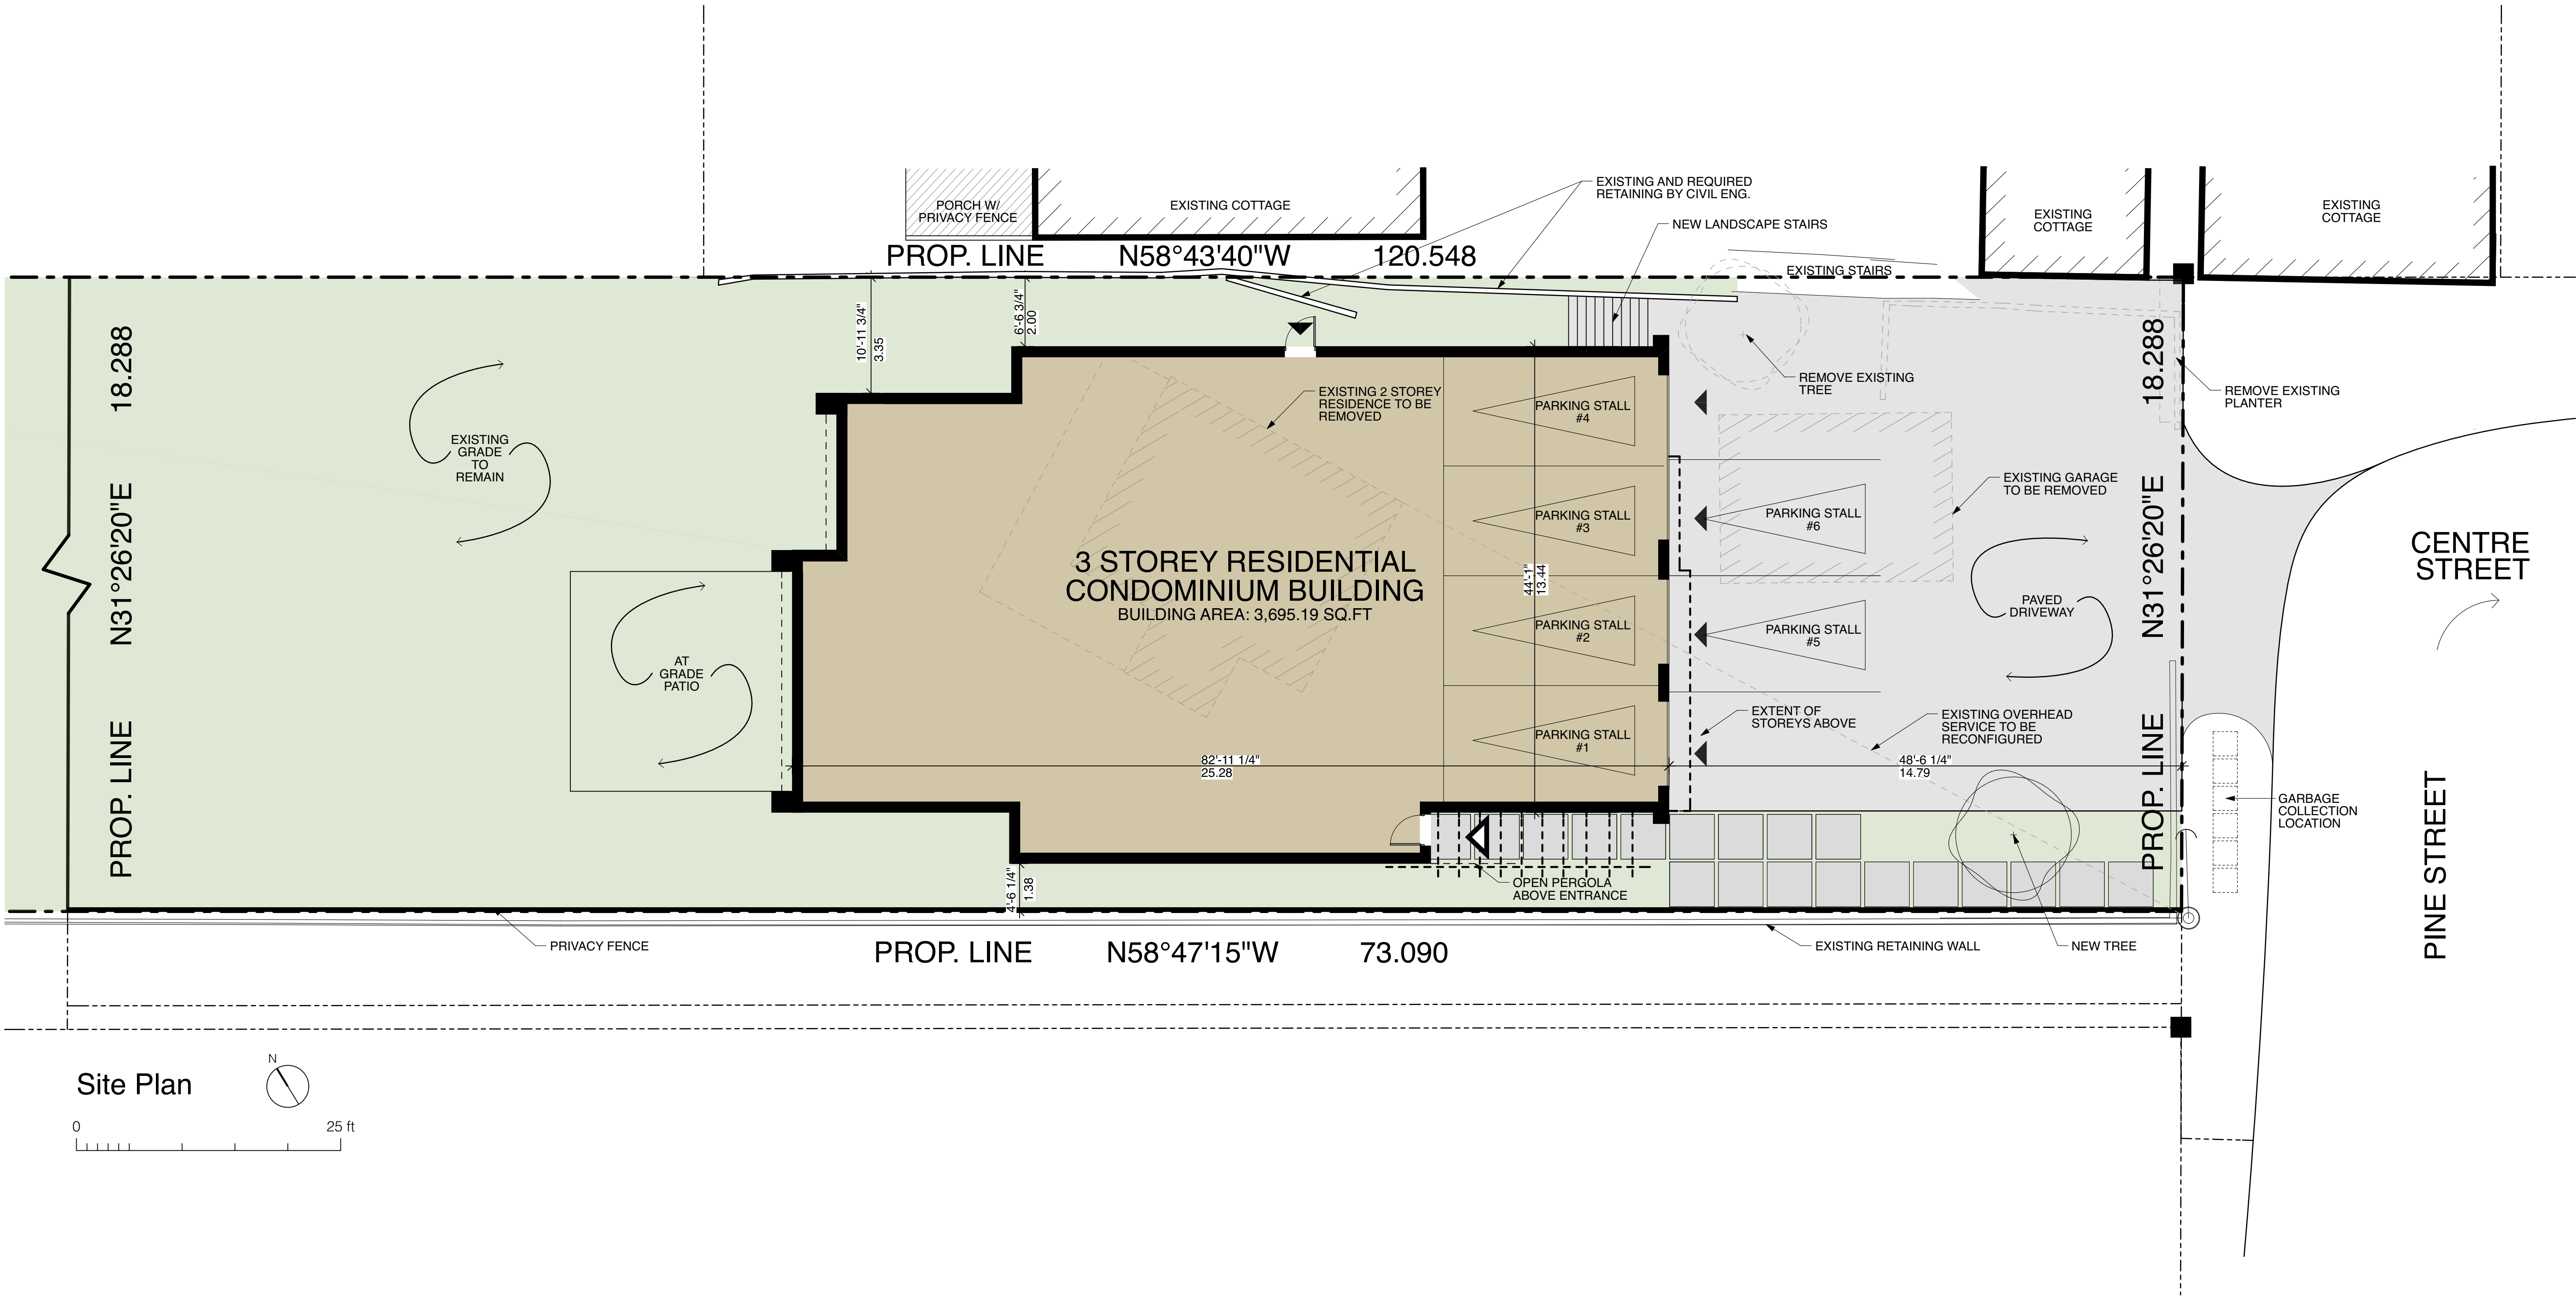 PORCH W/
PRIVACY FENCE
EXISTING COTTAGE
EXISTING AND REQUIRED
RETAINING BY CIVIL ENG.
NEW LANDSCAPE STAIRS
EXISTING
COTTAGE
EXISTING
COTTAGE
PROP. LINE N58°43'40"W 120.548
EXISTING STAIRS
10'-11 3/4"
3.35
6'-6 3/4"
2.00
PROP. LINE N31°26'20"E 18.288
EXISTING
GRADE
TO
REMAIN
AT
GRADE
PATIO
EXISTING 2 STOREY
RESIDENCE TO BE
REMOVED
3 STOREY RESIDENTIAL
CONDOMINIUM BUILDING
BUILDING AREA: 3,695.19 SQ.FT
PARKING STALL
#4
PARKING STALL
#3
PARKING STALL
#2
PARKING STALL
#1
44'-1"
13.44
82'-11 1/4"
25.28
REMOVE EXISTING
TREE
PARKING STALL
#6
PARKING STALL
#5
EXISTING GARAGE
TO BE REMOVED
PAVED
DRIVEWAY
EXTENT OF
STOREYS ABOVE
EXISTING OVERHEAD
SERVICE TO BE
RECONFIGURED
48'-6 1/4"
14.79
PROP. LINE N31°26'20"E 18.288
REMOVE EXISTING
PLANTER
CENTRE
STREET
GARBAGE
COLLECTION
LOCATION
PINE STREET
4'-6 1/4"
1.38
OPEN PERGOLA
ABOVE ENTRANCE
PRIVACY FENCE
PROP. LINE N58°47'15"W 73.090
EXISTING RETAINING WALL
NEW TREE
Site Plan
N
0 25 ft